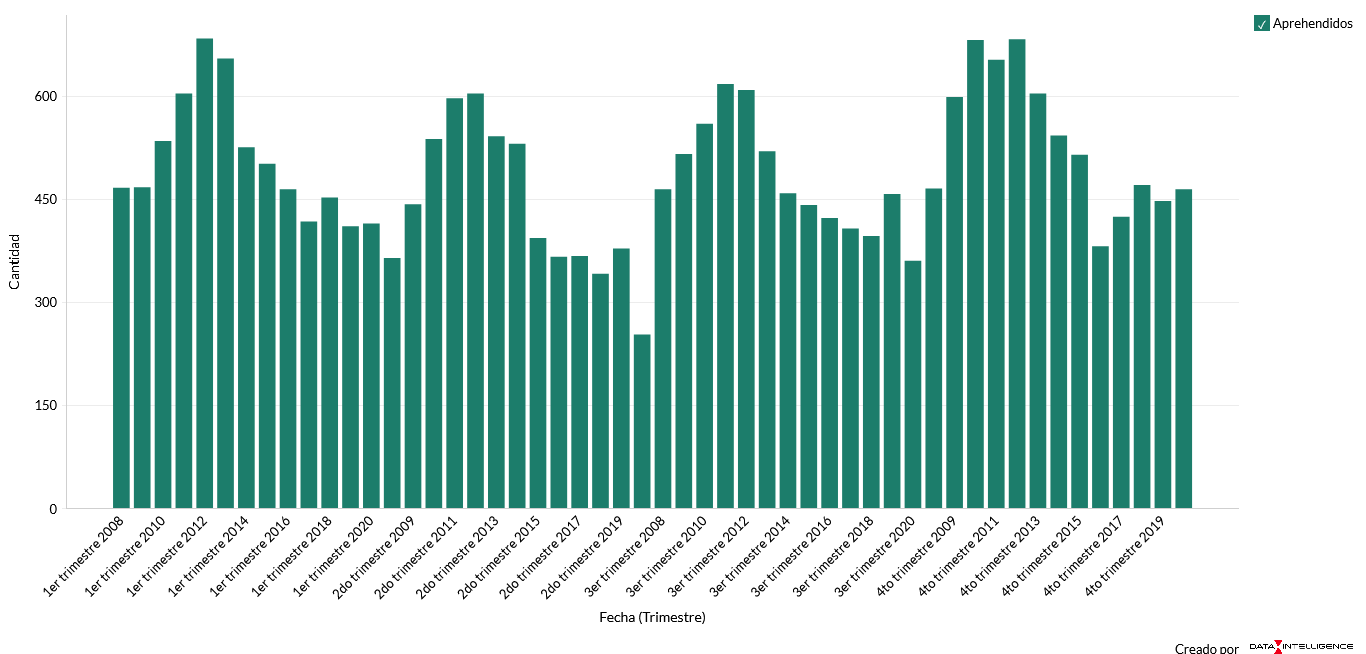 Aprehendidos
600
450
300
150
0
Cantidad
1er trimestre 2008
1er trimestre 2010
1er trimestre 2012
1er trimestre 2014
1er trimestre 2016
1er trimestre 2018
1er trimestre 2020
2do trimestre 2009
2do trimestre 2011
2do trimestre 2013
2do trimestre 2015
2do trimestre 2017
2do trimestre 2019
3er trimestre 2008
3er trimestre 2010
3er trimestre 2012
3er trimestre 2014
3er trimestre 2016
3er trimestre 2018
3er trimestre 2020
4to trimestre 2009
4to trimestre 2011
4to trimestre 2013
4to trimestre 2015
4to trimestre 2017
4to trimestre 2019
Fecha (Trimestre)
Creado por DATA INTELLIGENCE